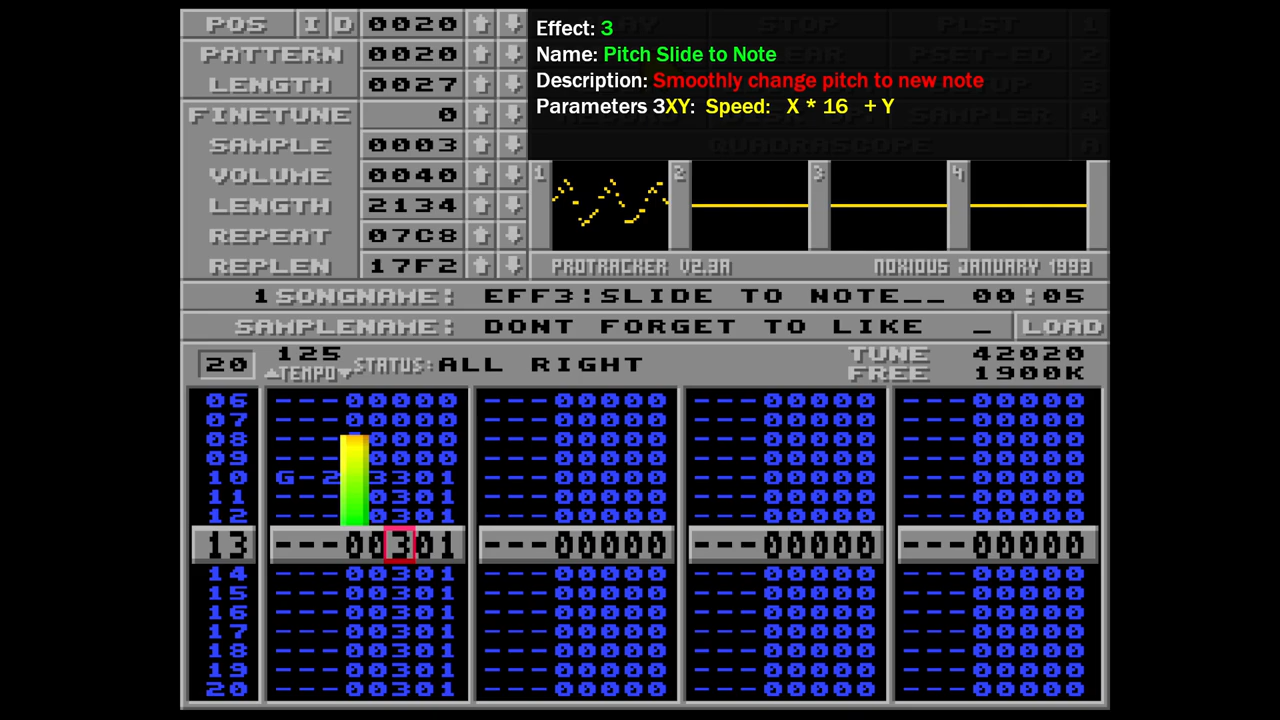 POS I D 0020
PATTERN 0020
LENGTH 0027
FINETUNE 0
SAMPLE 0003
VOLUME 0040
LENGTH 2134
REPEAT 07C8
REPLEN 17F2
Effect: 3
Name: Pitch Slide to Note
Description: Smoothly change pitch to new note
Parameters 3XY: Speed: X * 16 + Y
QUADRASCOPE
1 2 3 4
PROTRACKER V2.3A NOXIOUS JANUARY 1993
1 SONGNAME: EFF3:SLIDE TO NOTE__ 00:05
SAMPLENAME: DONT FORGET TO LIKE _ LOAD
20 125 TEMPO STATUS: ALL RIGHT TUNE 42020
FREE 1900K
06 ---00000 ---00000 ---00000 ---00000
07 ---00000 ---00000 ---00000 ---00000
08 --- 0000 ---00000 ---00000 ---00000
09 --- 0000 ---00000 ---00000 ---00000
10 G-2 3301 ---00000 ---00000 ---00000
11 --- 0301 ---00000 ---00000 ---00000
12 --- 0301 ---00000 ---00000 ---00000
13 ---00301 ---00000 ---00000 ---00000
14 ---00301 ---00000 ---00000 ---00000
15 ---00301 ---00000 ---00000 ---00000
16 ---00301 ---00000 ---00000 ---00000
17 ---00301 ---00000 ---00000 ---00000
18 ---00301 ---00000 ---00000 ---00000
19 ---00301 ---00000 ---00000 ---00000
20 ---00301 ---00000 ---00000 ---00000